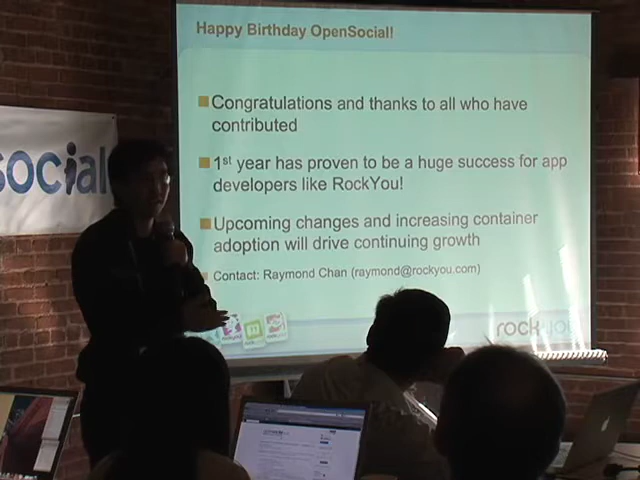 Happy Birthday OpenSocial!
Congratulations and thanks to all who have
contributed
1st year has proven to be a huge success for app
developers like RockYou!
Upcoming changes and increasing container
adoption will drive continuing growth
Contact: Raymond Chan (raymond@rockyou.com)
social
rockyou